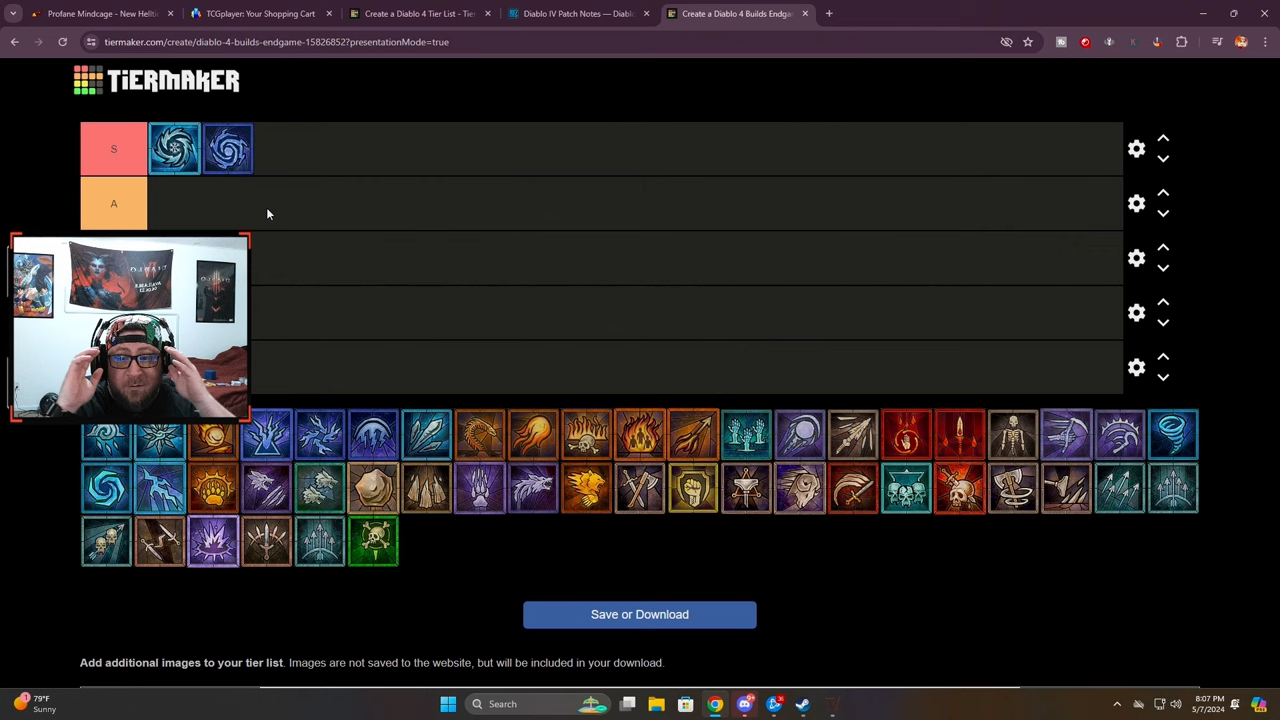 Profane Mindcage - New Hellti
TCGplayer: Your Shopping Cart
Create a Diablo 4 Tier List - Tie
Diablo IV Patch Notes — Diablo
Create a Diablo 4 Builds Endga
tiermaker.com/create/diablo-4-builds-endgame-15826852?presentationMode=true
TiERMAKER
S
A
DIABLO
Save or Download
Add additional images to your tier list. Images are not saved to the website, but will be included in your download.
79°F
Sunny
Search
8:07 PM
5/7/2024